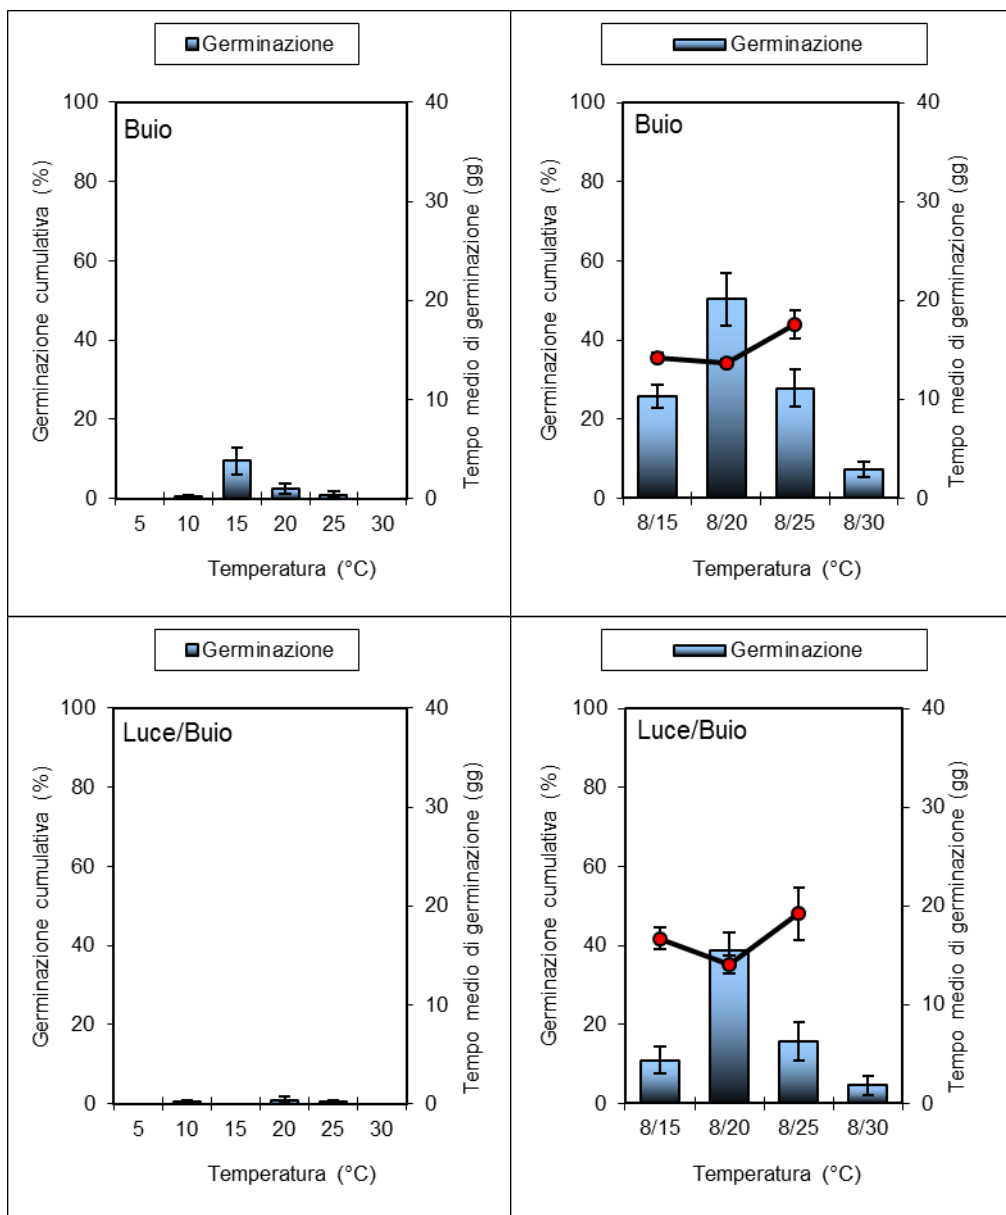 Germinazione
Buio
Germinazione cumulativa (%)
100
80
60
40
20
0
40
30
20
10
0
Tempo medio di germinazione (gg)
5 10 15 20 25 30
Temperatura (°C)
Germinazione
Buio
Germinazione cumulativa (%)
100
80
60
40
20
0
40
30
20
10
0
Tempo medio di germinazione (gg)
8/15 8/20 8/25 8/30
Temperatura (°C)
Germinazione
Luce/Buio
Germinazione cumulativa (%)
100
80
60
40
20
0
40
30
20
10
0
Tempo medio di germinazione (gg)
5 10 15 20 25 30
Temperatura (°C)
Germinazione
Luce/Buio
Germinazione cumulativa (%)
100
80
60
40
20
0
40
30
20
10
0
Tempo medio di germinazione (gg)
8/15 8/20 8/25 8/30
Temperatura (°C)